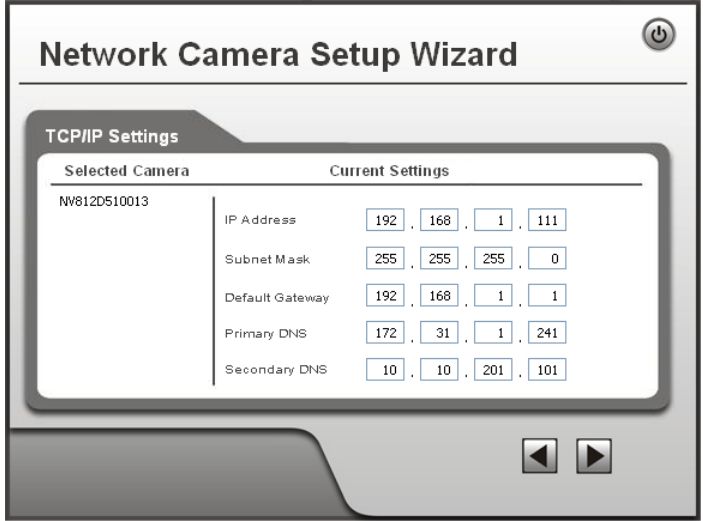 Network Camera Setup Wizard
TCP/IP Settings
Selected Camera Current Settings
NV812D510013
IP Address 192 . 168 . 1 . 111
Subnet Mask 255 . 255 . 255 . 0
Default Gateway 192 . 168 . 1 . 1
Primary DNS 172 . 31 . 1 . 241
Secondary DNS 10 . 10 . 201 . 101